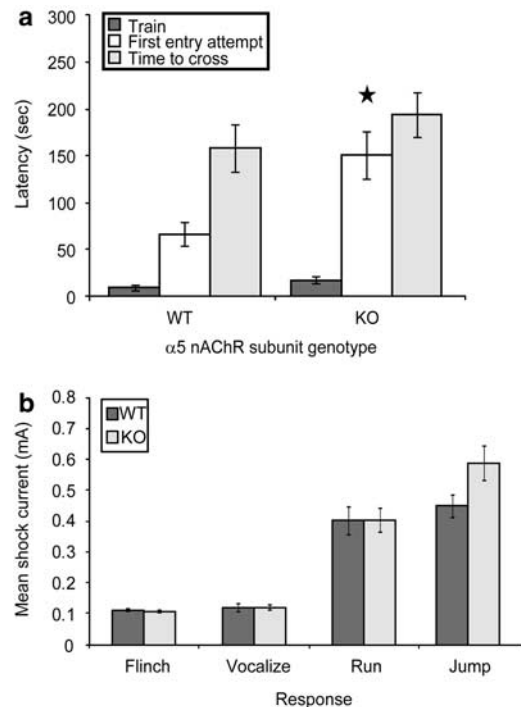 a
Train
First entry attempt
Time to cross
Latency (sec)
300
250
200
150
100
50
0
WT
KO
α5 nAChR subunit genotype
b
WT
KO
Mean shock current (mA)
0.8
0.7
0.6
0.5
0.4
0.3
0.2
0.1
0
Flinch
Vocalize
Run
Jump
Response